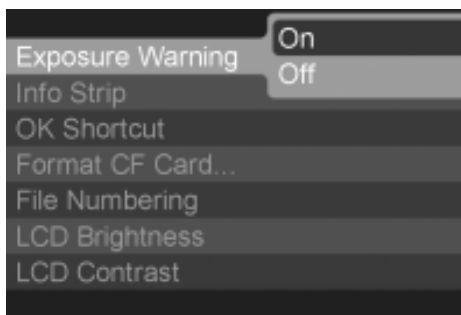 On
Exposure Warning
Off
Info Strip
OK Shortcut
Format CF Card...
File Numbering
LCD Brightness
LCD Contrast